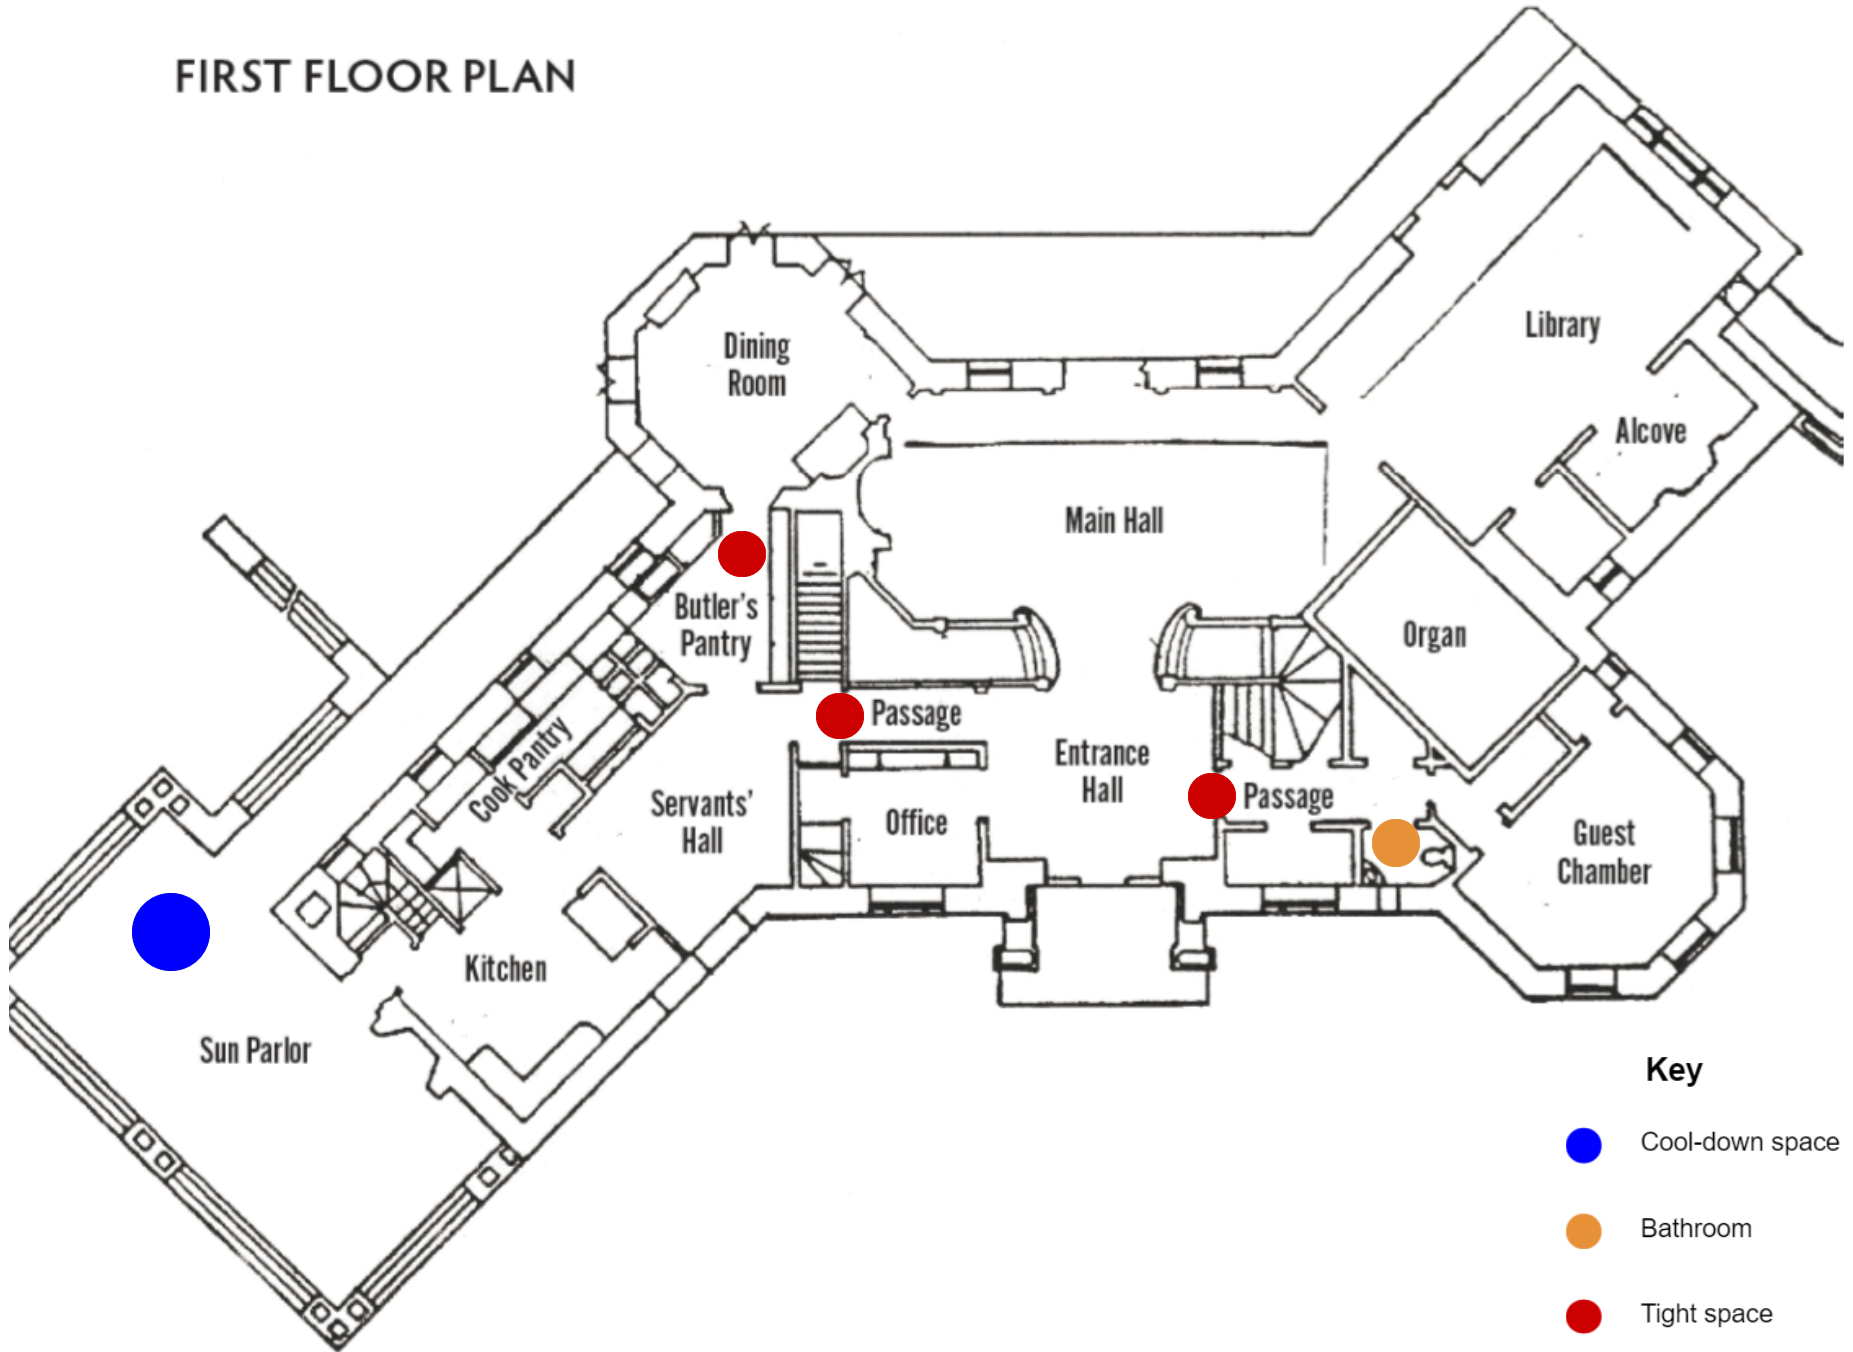 FIRST FLOOR PLAN
Library
Dining
Room
Alcove
Main Hall
Butler's
Pantry
Organ
Passage
Cook Pantry
Entrance
Hall
Servants'
Hall
Passage
Office
Guest
Chamber
Kitchen
Sun Parlor
Key
Cool-down space
Bathroom
Tight space